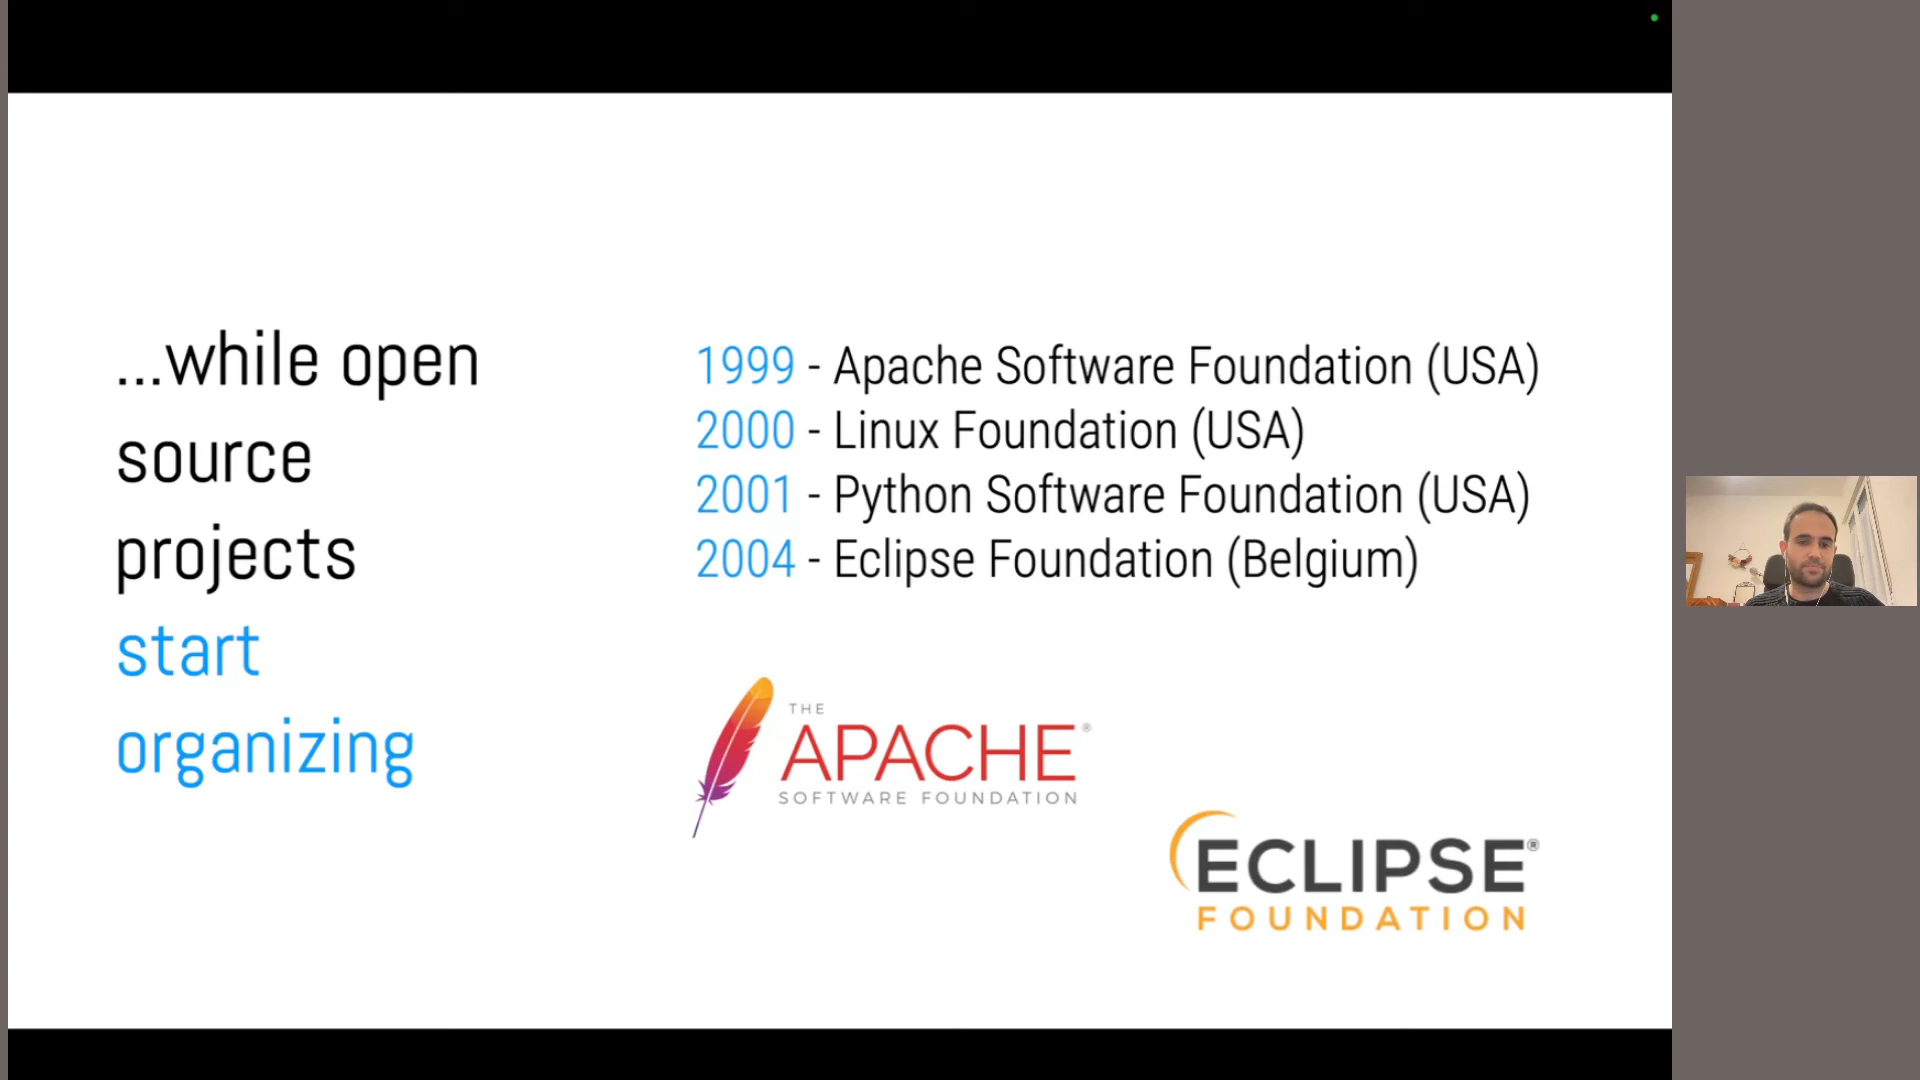 ...while open
source
projects
start
organizing
1999 - Apache Software Foundation (USA)
2000 - Linux Foundation (USA)
2001 - Python Software Foundation (USA)
2004 - Eclipse Foundation (Belgium)
THE
APACHE®
SOFTWARE FOUNDATION
ECLIPSE®
FOUNDATION